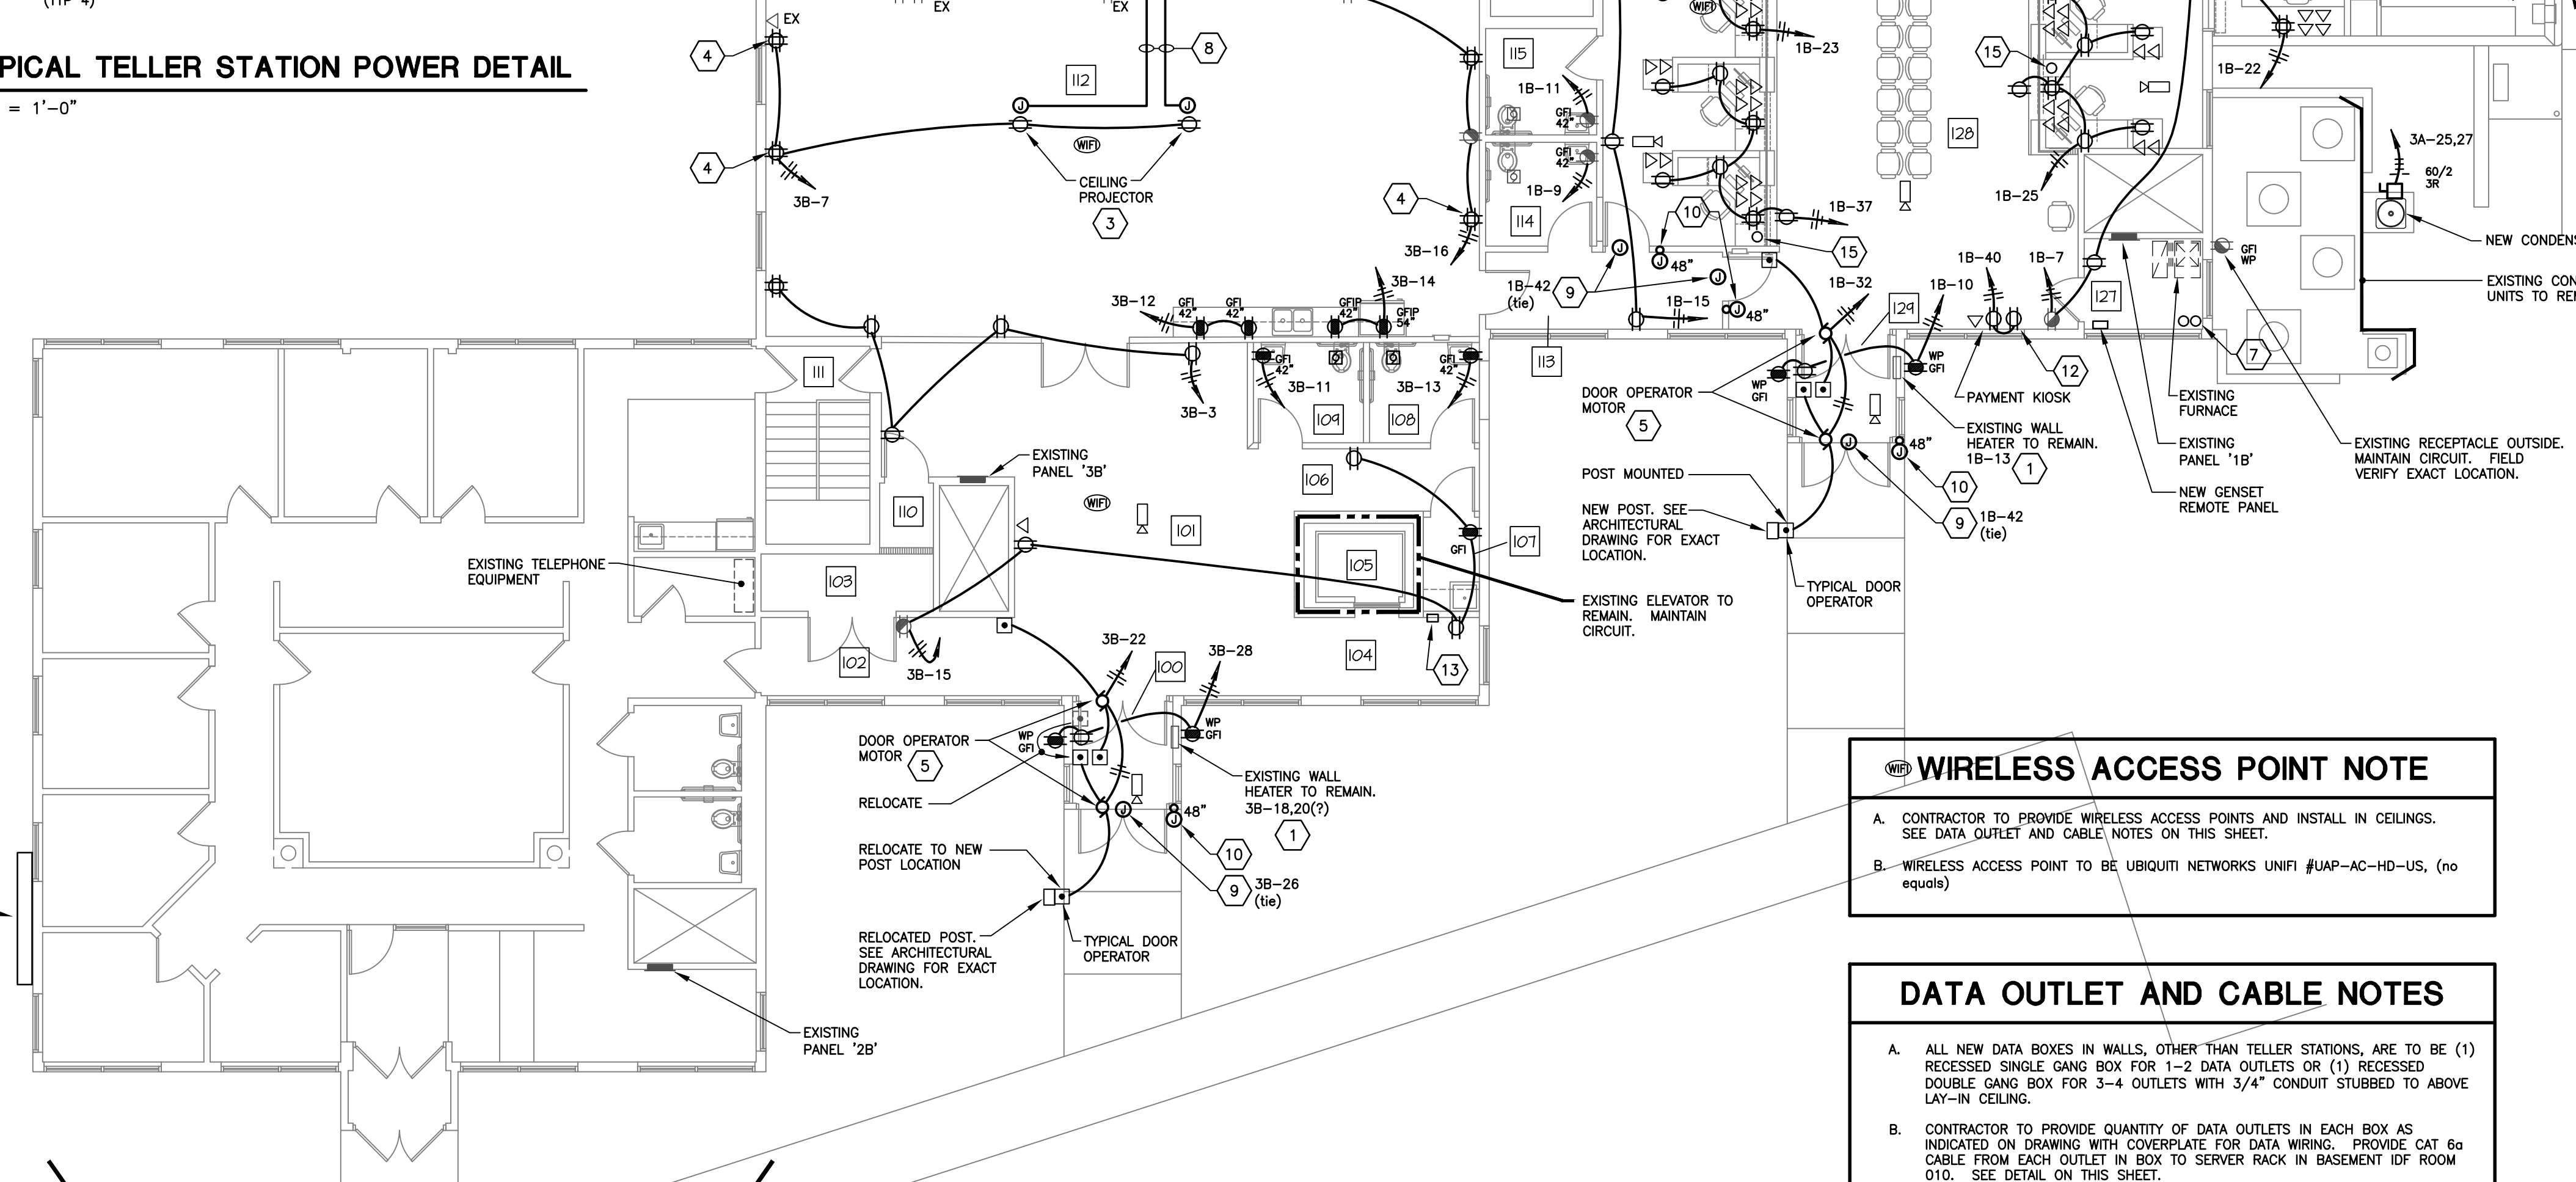 (TYP 4)
PICAL TELLER STATION POWER DETAIL
= 1'-0"
EX
EX
EX
4
8
112
4
3B-7
WIFI
CEILING
PROJECTOR
3
4
3B-16
115
1B-11
GFI
42"
GFI
42"
1B-9
114
WIFI
1B-23
10
1B-37
15
48"
1B-42
(tie)
9
1B-15
48"
1B-32
128
15
1B-25
1B-22
3A-25,27
60/2
3R
NEW CONDENS
GFI
WP
EXISTING CON
UNITS TO REM
1B-40
1B-7
1B-10
129
127
7
12
3B-12
GFI
42"
GFI
42"
GFIP
42"
GFIP
54"
3B-14
111
3B-3
GFI
42"
3B-11
109
3B-13
GFI
42"
108
113
DOOR OPERATOR
MOTOR
5
WP
GFI
WP
GFI
PAYMENT KIOSK
EXISTING WALL
HEATER TO REMAIN.
1B-13
1
48"
10
9
1B-42
(tie)
EXISTING
FURNACE
EXISTING
PANEL '1B'
NEW GENSET
REMOTE PANEL
EXISTING RECEPTACLE OUTSIDE.
MAINTAIN CIRCUIT. FIELD
VERIFY EXACT LOCATION.
EXISTING
PANEL '3B'
106
WIFI
110
101
107
GFI
POST MOUNTED
NEW POST. SEE
ARCHITECTURAL
DRAWING FOR EXACT
LOCATION.
TYPICAL DOOR
OPERATOR
EXISTING TELEPHONE
EQUIPMENT
103
105
EXISTING ELEVATOR TO
REMAIN. MAINTAIN
CIRCUIT.
102
3B-15
3B-22
100
3B-28
104
13
DOOR OPERATOR
MOTOR
5
WP
GFI
WP
GFI
RELOCATE
EXISTING WALL
HEATER TO REMAIN.
3B-18,20(?)
1
48"
10
9
3B-26
(tie)
RELOCATE TO NEW
POST LOCATION
RELOCATED POST.
SEE ARCHITECTURAL
DRAWING FOR EXACT
LOCATION.
TYPICAL DOOR
OPERATOR
EXISTING
PANEL '2B'
WIFI WIRELESS ACCESS POINT NOTE
A. CONTRACTOR TO PROVIDE WIRELESS ACCESS POINTS AND INSTALL IN CEILINGS.
SEE DATA OUTLET AND CABLE NOTES ON THIS SHEET.
B. WIRELESS ACCESS POINT TO BE UBIQUITI NETWORKS UNIFI #UAP-AC-HD-US, (no
equals)
DATA OUTLET AND CABLE NOTES
A. ALL NEW DATA BOXES IN WALLS, OTHER THAN TELLER STATIONS, ARE TO BE (1)
RECESSED SINGLE GANG BOX FOR 1-2 DATA OUTLETS OR (1) RECESSED
DOUBLE GANG BOX FOR 3-4 OUTLETS WITH 3/4" CONDUIT STUBBED TO ABOVE
LAY-IN CEILING.
B. CONTRACTOR TO PROVIDE QUANTITY OF DATA OUTLETS IN EACH BOX AS
INDICATED ON DRAWING WITH COVERPLATE FOR DATA WIRING. PROVIDE CAT 6a
CABLE FROM EACH OUTLET IN BOX TO SERVER RACK IN BASEMENT IDF ROOM
010. SEE DETAIL ON THIS SHEET.